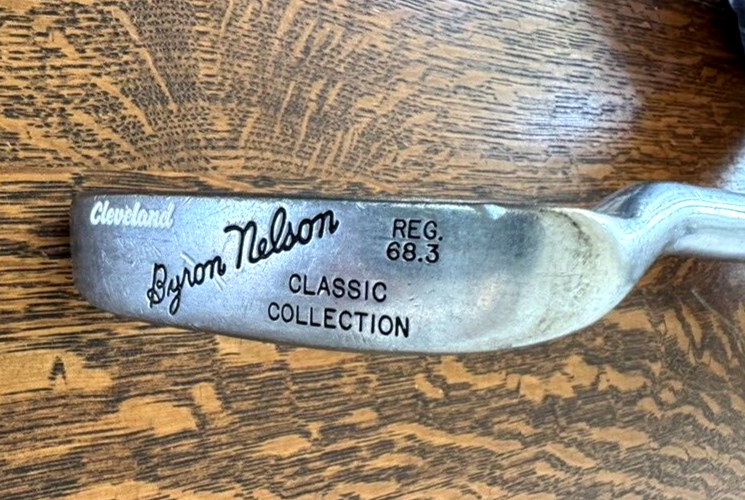 Cleveland
Byron Nelson
REG.
68.3
CLASSIC
COLLECTION